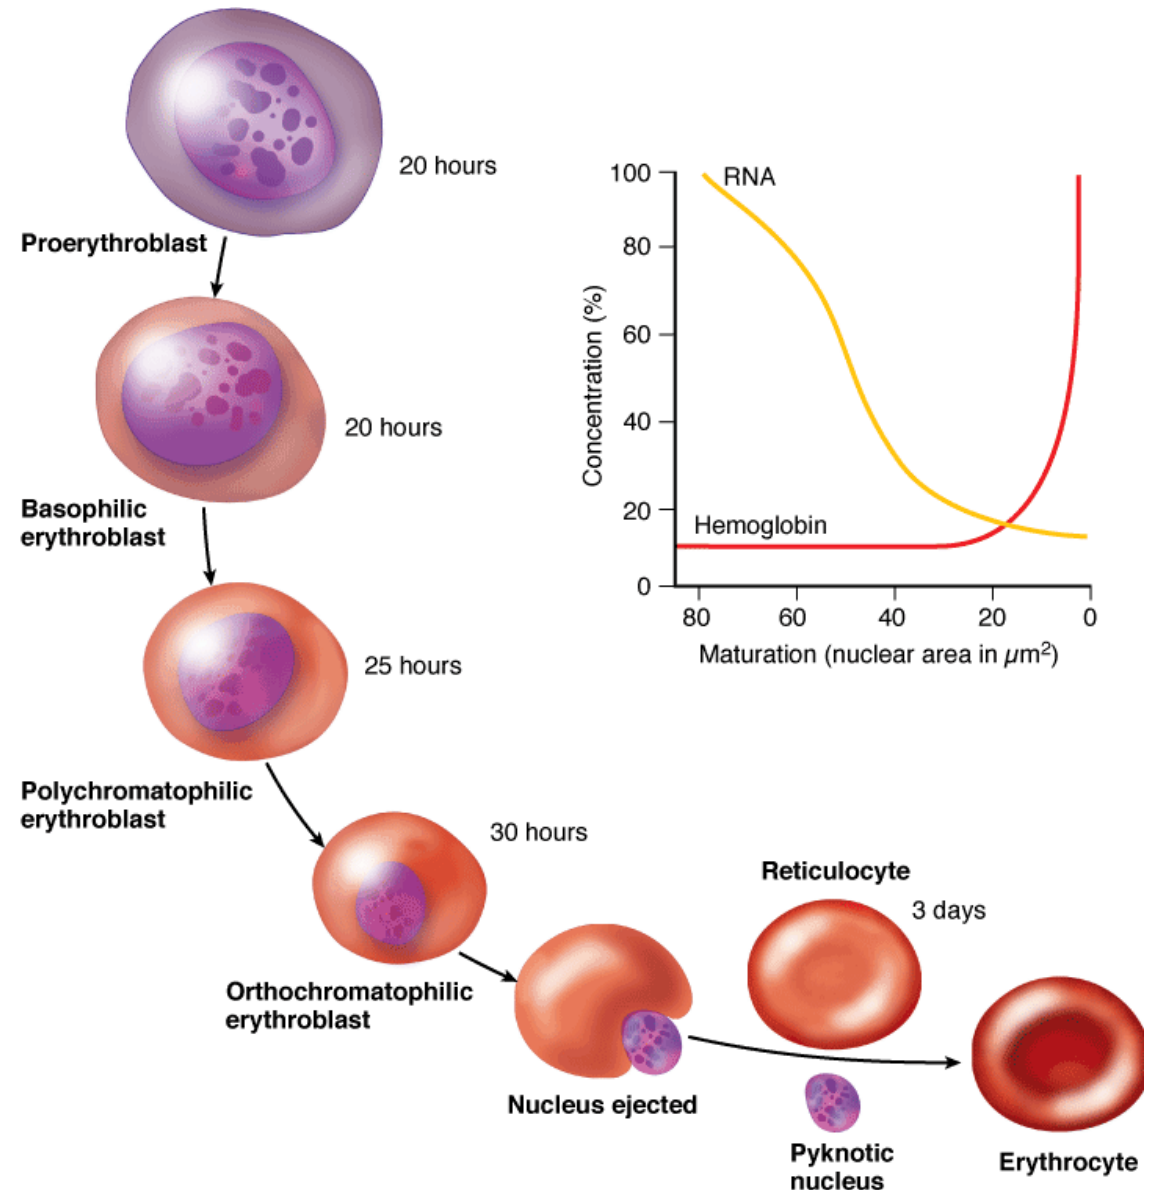 20 hours
Proerythroblast
20 hours
Basophilic
erythroblast
25 hours
Polychromatophilic
erythroblast
30 hours
Orthochromatophilic
erythroblast
Nucleus ejected
Reticulocyte
3 days
Pyknotic
nucleus
Erythrocyte
Concentration (%)
100
80
60
40
20
0
RNA
Hemoglobin
80 60 40 20 0
Maturation (nuclear area in µm²)